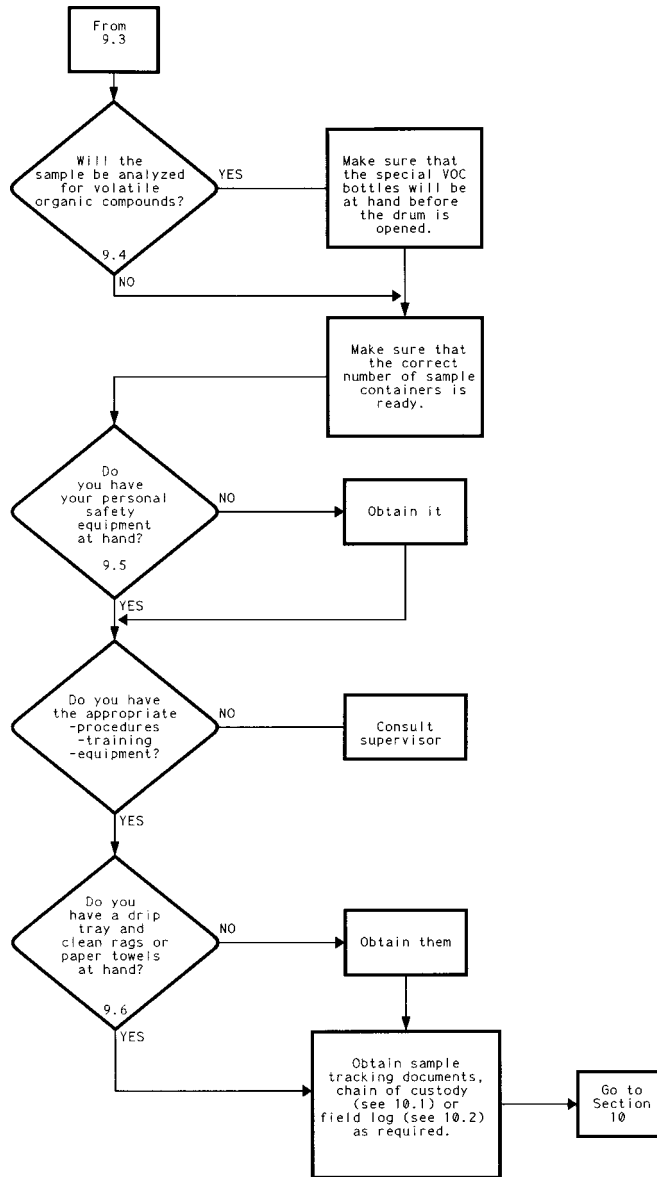 From
9.3
Will the
sample be analyzed
for volatile
organic compounds?
9.4
YES
Make sure that
the special VOC
bottles will be
at hand before
the drum is
opened.
NO
Make sure that
the correct
number of sample
containers is
ready.
Do
you have
your personal
safety
equipment
at hand?
9.5
NO
Obtain it
YES
Do you have
the appropriate
-procedures
-training
-equipment?
NO
Consult
supervisor
YES
Do you
have a drip
tray and
clean rags or
paper towels
at hand?
9.6
NO
Obtain them
YES
Obtain sample
tracking documents,
chain of custody
(see 10.1) or
field log (see 10.2)
as required.
Go to
Section
10